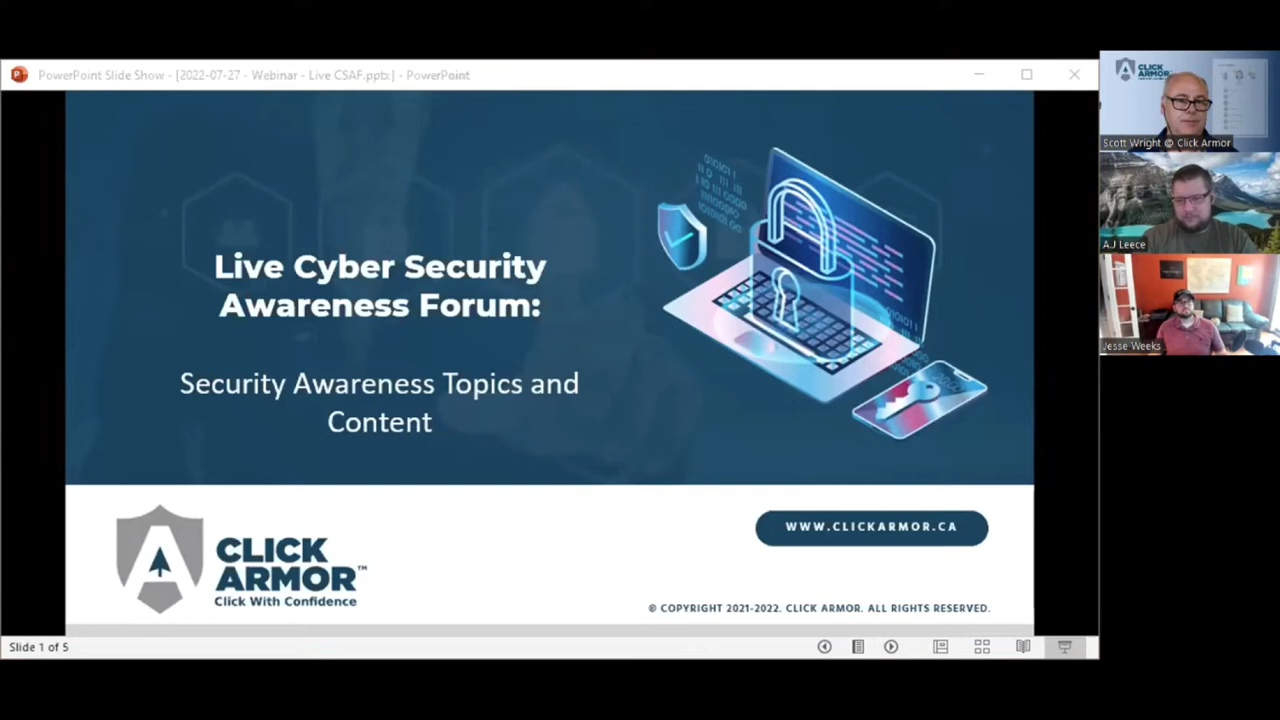 PowerPoint Slide Show - [2022-07-27 - Webinar - Live CSAF.pptx] - PowerPoint
Live Cyber Security
Awareness Forum:
Security Awareness Topics and
Content
CLICK
ARMOR™
Click With Confidence
WWW.CLICKARMOR.CA
© COPYRIGHT 2021-2022. CLICK ARMOR. ALL RIGHTS RESERVED.
Slide 1 of 5
CLICK
ARMOR
Scott Wright @ Click Armor
AJ Leece
Jesse Weeks